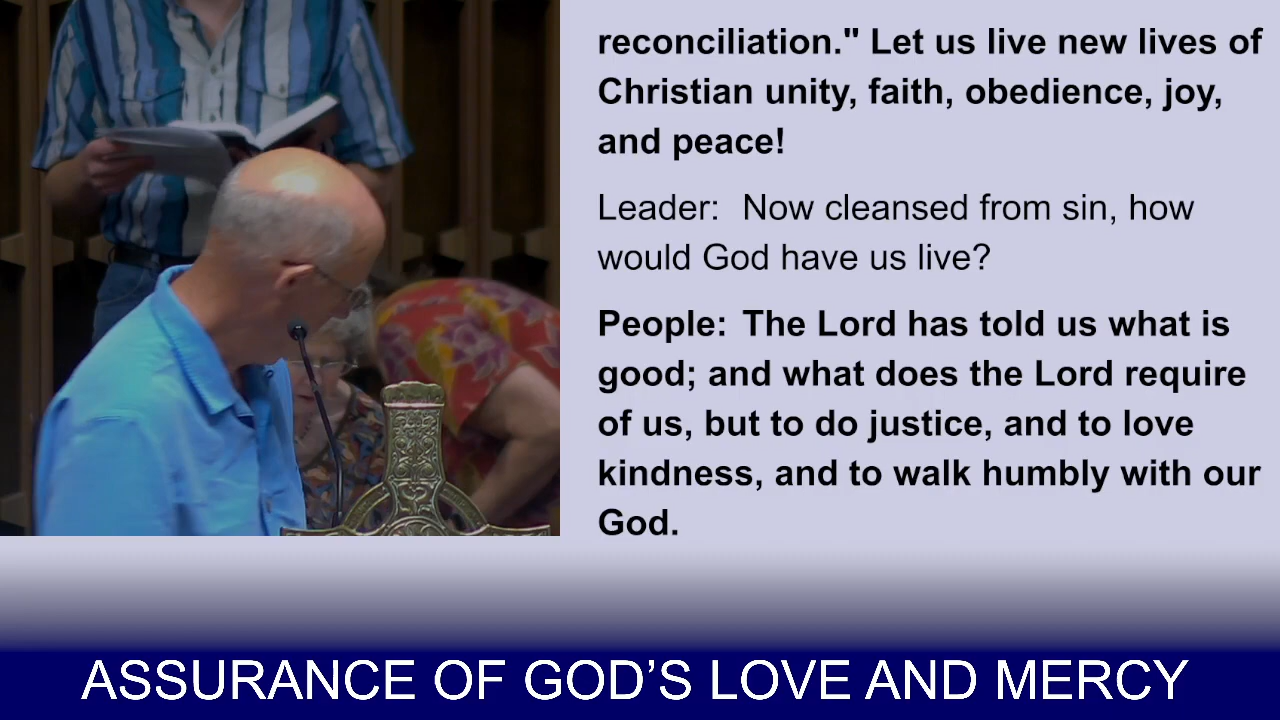 reconciliation." Let us live new lives of
Christian unity, faith, obedience, joy,
and peace!
Leader: Now cleansed from sin, how
would God have us live?
People: The Lord has told us what is
good; and what does the Lord require
of us, but to do justice, and to love
kindness, and to walk humbly with our
God.
ASSURANCE OF GOD’S LOVE AND MERCY